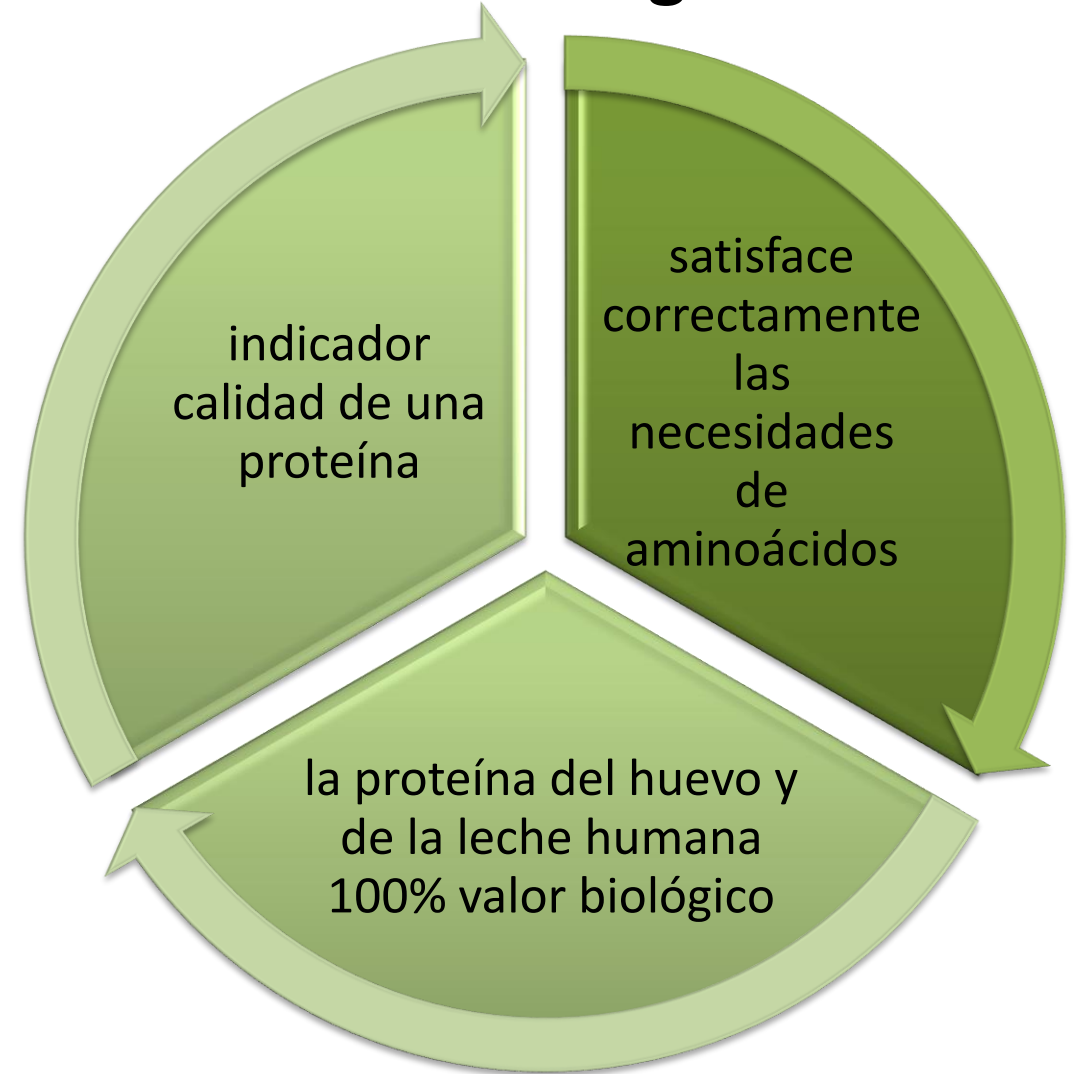 indicador
calidad de una
proteína
satisface
correctamente
las
necesidades
de
aminoácidos
la proteína del huevo y
de la leche humana
100% valor biológico